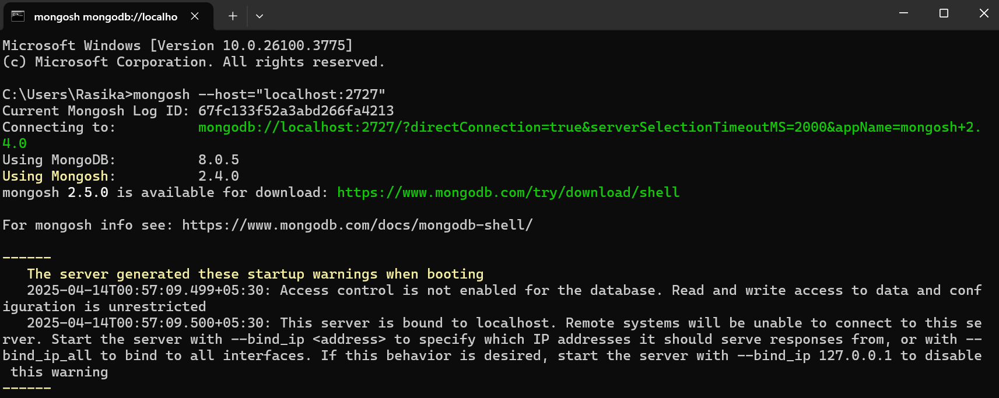 mongosh mongodb://localho
Microsoft Windows [Version 10.0.26100.3775]
(c) Microsoft Corporation. All rights reserved.
C:\Users\Rasika>mongosh --host="localhost:2727"
Current Mongosh Log ID: 67fc133f52a3abd266fa4213
Connecting to:          mongodb://localhost:2727/?directConnection=true&serverSelectionTimeoutMS=2000&appName=mongosh+2.
4.0
Using MongoDB:          8.0.5
Using Mongosh:          2.4.0
mongosh 2.5.0 is available for download: https://www.mongodb.com/try/download/shell
For mongosh info see: https://www.mongodb.com/docs/mongodb-shell/
------
   The server generated these startup warnings when booting
   2025-04-14T00:57:09.499+05:30: Access control is not enabled for the database. Read and write access to data and conf
iguration is unrestricted
   2025-04-14T00:57:09.500+05:30: This server is bound to localhost. Remote systems will be unable to connect to this se
rver. Start the server with --bind_ip <address> to specify which IP addresses it should serve responses from, or with --
bind_ip_all to bind to all interfaces. If this behavior is desired, start the server with --bind_ip 127.0.0.1 to disable
 this warning
------